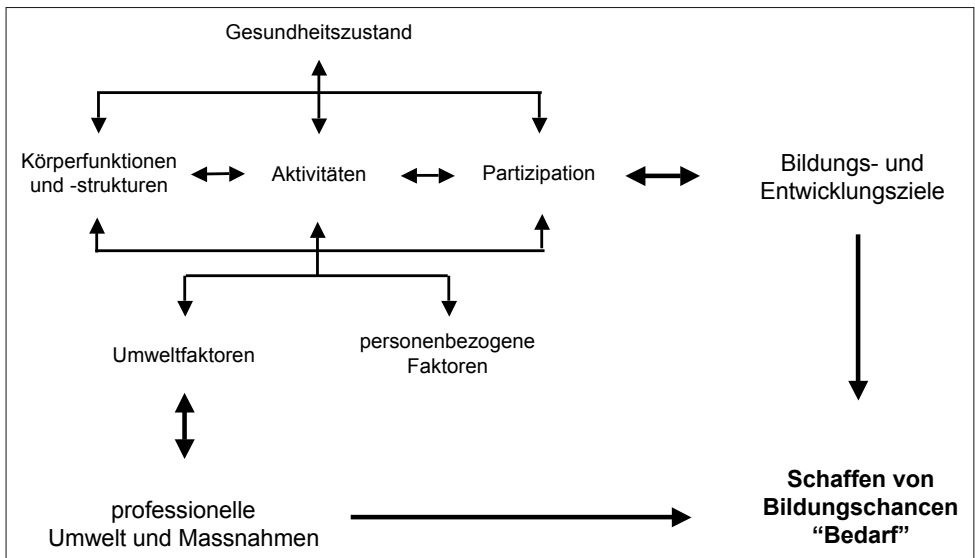 Gesundheitszustand
Körperfunktionen
und -strukturen
Aktivitäten
Partizipation
Bildungs- und
Entwicklungsziele
Umweltfaktoren
personenbezogene
Faktoren
professionelle
Umwelt und Massnahmen
Schaffen von
Bildungschancen
“Bedarf”